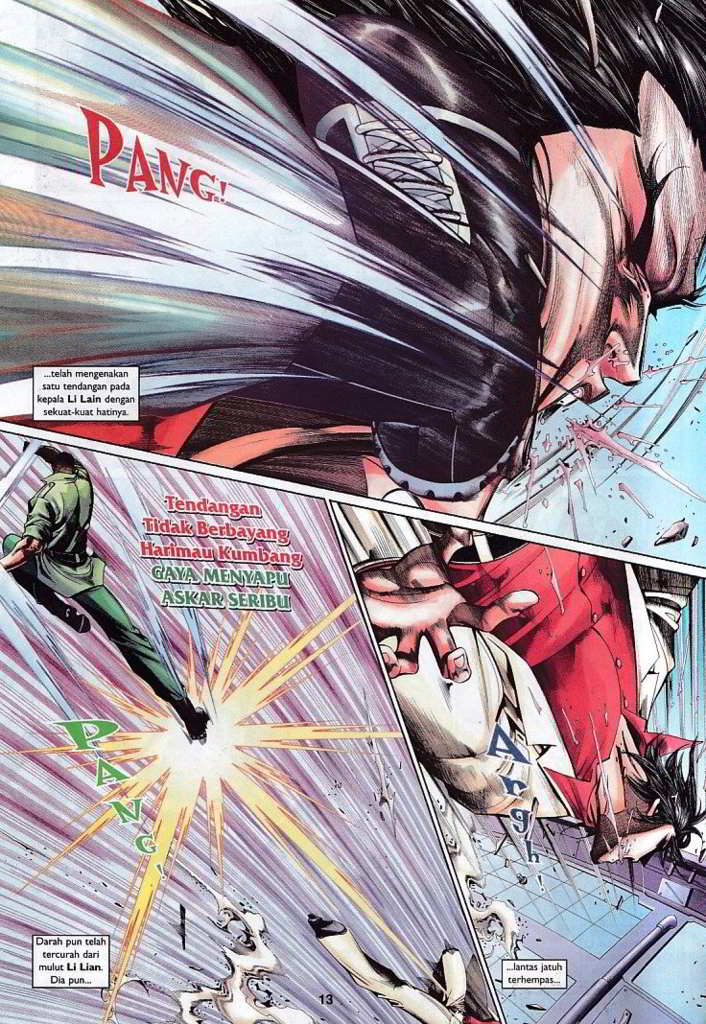 PANG!
...telah mengenakan
satu tendangan pada
kepala Li Lain dengan
sekuat-kuat hatinya.
Tendangan
Tidak Berbayang
Harimau Kumbang
GAYA MENYAPU
ASKAR SERIBU
PANG!
Argh!
Darah pun telah
tercurah dari
mulut Li Lian.
Dia pun...
...lantas jatuh
terhempas...
13